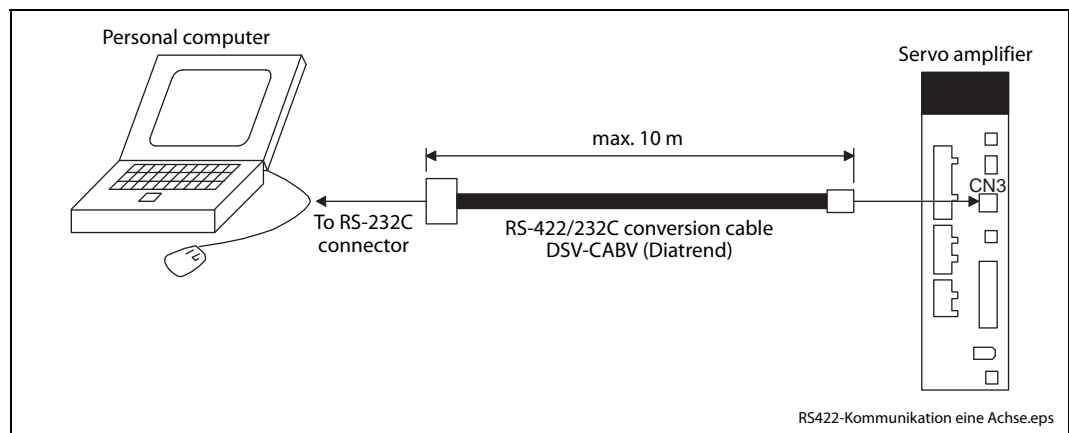 Personal computer
Servo amplifier
max. 10 m
CN3
To RS-232C
connector
RS-422/232C conversion cable
DSV-CABV (Diatrend)
RS422-Kommunikation eine Achse.eps